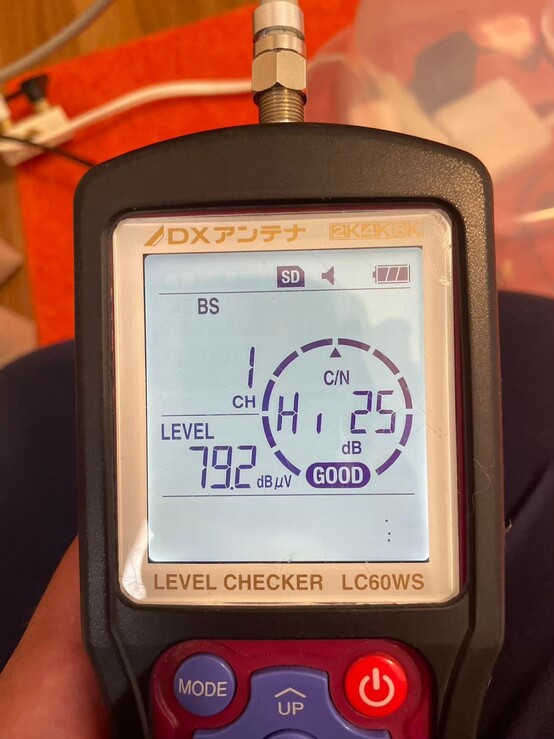 DXアンテナ 2K4K8K
SD
BS
1
CH
C/N
Hi 25
dB
GOOD
LEVEL
79.2 dBμV
LEVEL CHECKER LC60WS
MODE
UP